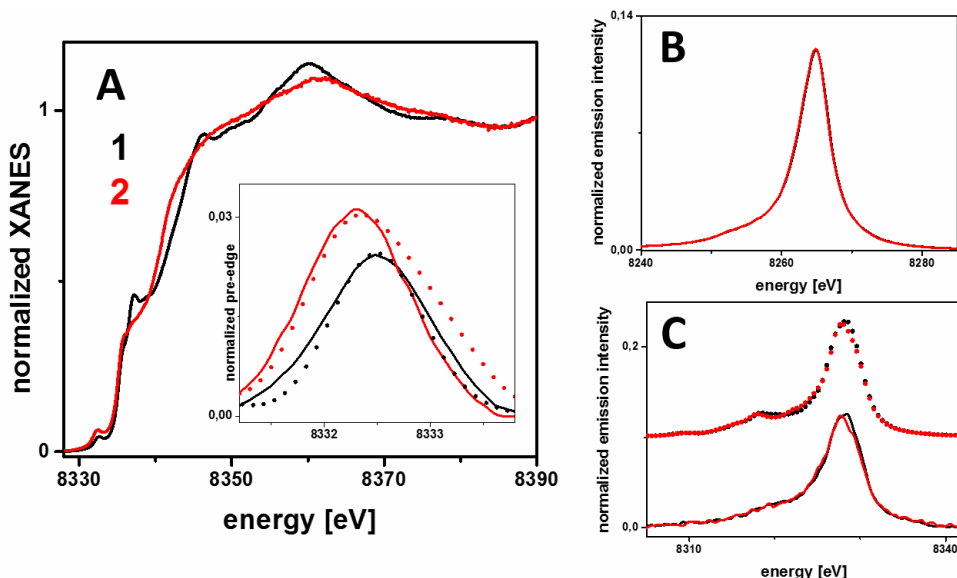 A
1
2
normalized XANES
1
0
8330
8350
8370
8390
energy [eV]
normalized pre-edge
0,03
0,00
8332
8333
B
normalized emission intensity
0,14
0,00
8240
8260
8280
energy [eV]
C
normalized emission intensity
0,2
0,0
8310
8340
energy [eV]